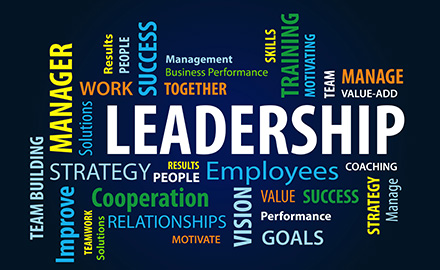 MANAGER
Results
PEOPLE
SUCCESS
Management
Business Performance
SKILLS
TRAINING
MOTIVATING
TEAM
MANAGE
VALUE-ADD
WORK
TOGETHER
Solutions
LEADERSHIP
TEAM BUILDING
STRATEGY
RESULTS
PEOPLE
Employees
COACHING
Improve
TEAMWORK
Solutions
Cooperation
RELATIONSHIPS
MOTIVATE
VISION
VALUE
SUCCESS
Performance
GOALS
STRATEGY
Manage